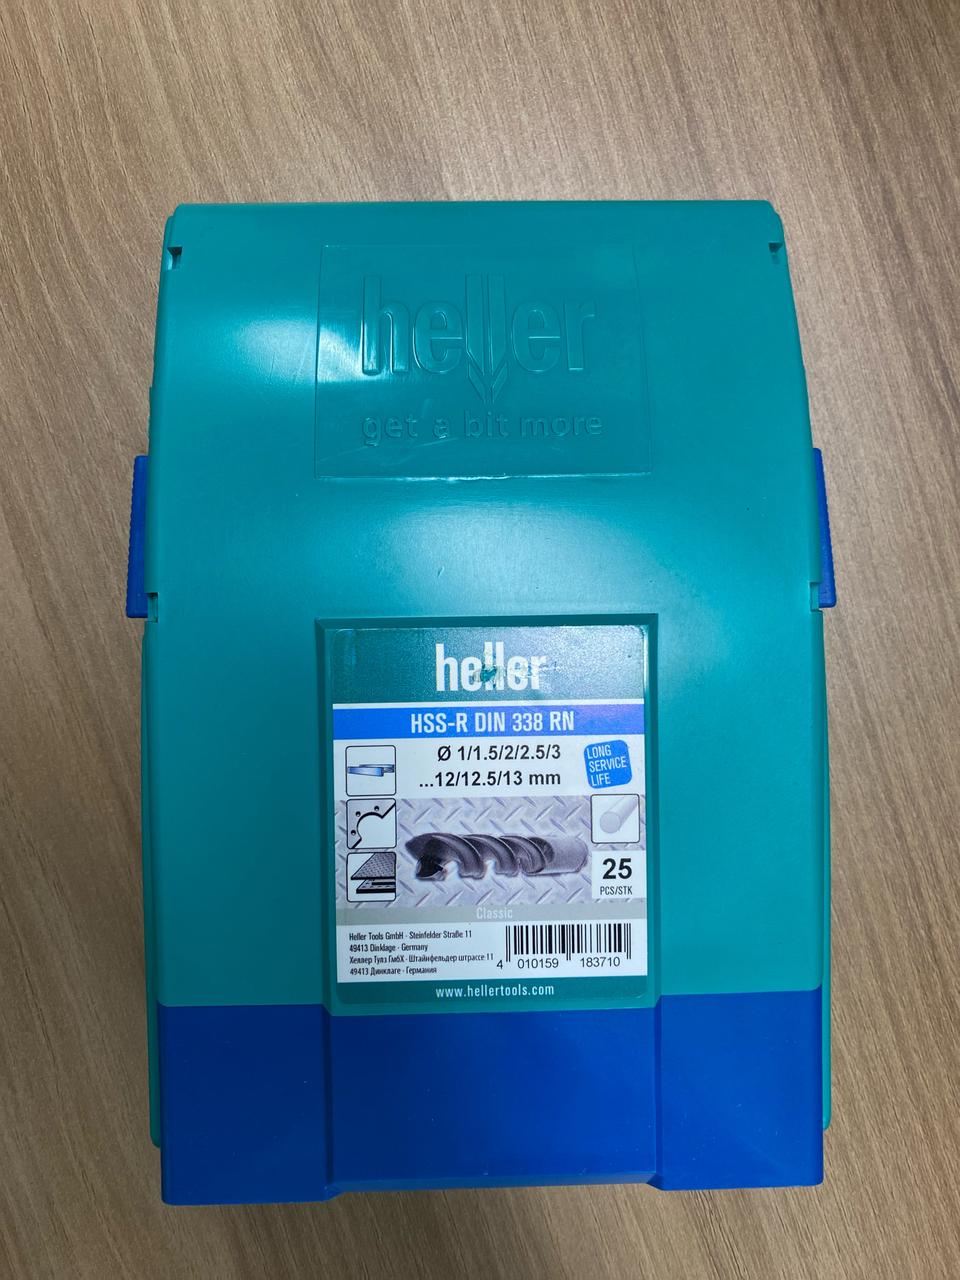 heller
get a bit more
heller
HSS-R DIN 338 RN
Ø 1/1.5/2/2.5/3
...12/12.5/13 mm
LONG
SERVICE
LIFE
25
PCS/STK
Classic
Heller Tools GmbH · Steinfelder Straße 11
49413 Dinklage · Germany
Хеллер Тулз ГмбХ · Штайнфельдер штрассе 11
49413 Динклаге · Германия
4 010159 183710
www.hellertools.com